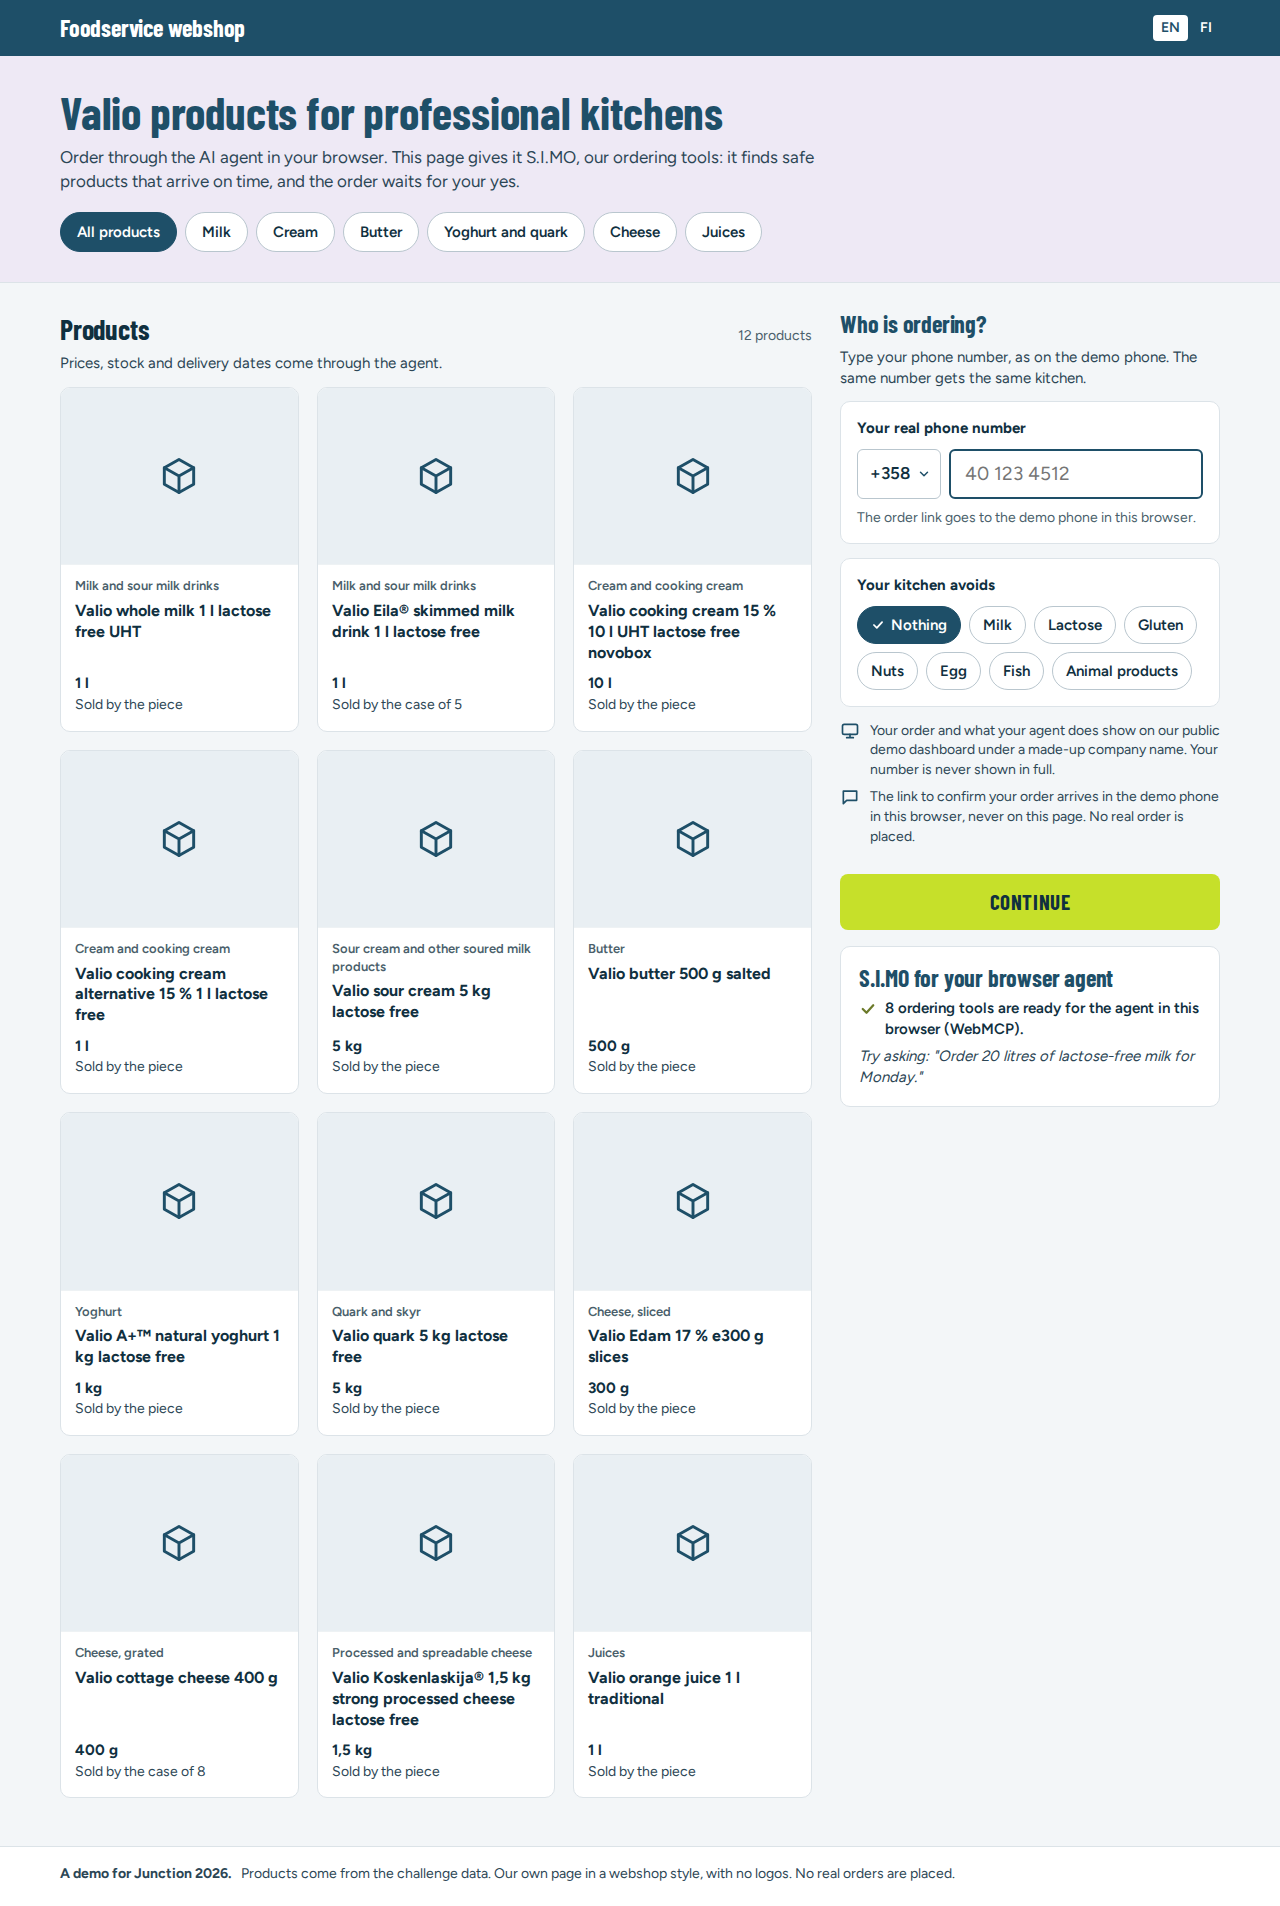 Foodservice webshop
EN FI
Valio products for professional kitchens
Order through the AI agent in your browser. This page gives it S.I.MO, our ordering tools: it finds safe
products that arrive on time, and the order waits for your yes.
All products Milk Cream Butter Yoghurt and quark Cheese Juices
Products
12 products
Prices, stock and delivery dates come through the agent.
Milk and sour milk drinks
Valio whole milk 1 l lactose
free UHT
1 l
Sold by the piece
Milk and sour milk drinks
Valio Eila® skimmed milk
drink 1 l lactose free
1 l
Sold by the case of 5
Cream and cooking cream
Valio cooking cream 15 %
10 l UHT lactose free
novobox
10 l
Sold by the piece
Cream and cooking cream
Valio cooking cream
alternative 15 % 1 l lactose
free
1 l
Sold by the piece
Sour cream and other soured milk
products
Valio sour cream 5 kg
lactose free
5 kg
Sold by the piece
Butter
Valio butter 500 g salted
500 g
Sold by the piece
Yoghurt
Valio A+™ natural yoghurt 1
kg lactose free
1 kg
Sold by the piece
Quark and skyr
Valio quark 5 kg lactose
free
5 kg
Sold by the piece
Cheese, sliced
Valio Edam 17 % e300 g
slices
300 g
Sold by the piece
Cheese, grated
Valio cottage cheese 400 g
400 g
Sold by the case of 8
Processed and spreadable cheese
Valio Koskenlaskija® 1,5 kg
strong processed cheese
lactose free
1,5 kg
Sold by the piece
Juices
Valio orange juice 1 l
traditional
1 l
Sold by the piece
Who is ordering?
Type your phone number, as on the demo phone. The
same number gets the same kitchen.
Your real phone number
+358 40 123 4512
The order link goes to the demo phone in this browser.
Your kitchen avoids
Nothing Milk Lactose Gluten
Nuts Egg Fish Animal products
Your order and what your agent does show on our public
demo dashboard under a made-up company name. Your
number is never shown in full.
The link to confirm your order arrives in the demo phone
in this browser, never on this page. No real order is
placed.
CONTINUE
S.I.MO for your browser agent
8 ordering tools are ready for the agent in this
browser (WebMCP).
Try asking: "Order 20 litres of lactose-free milk for
Monday."
A demo for Junction 2026. Products come from the challenge data. Our own page in a webshop style, with no logos. No real orders are placed.